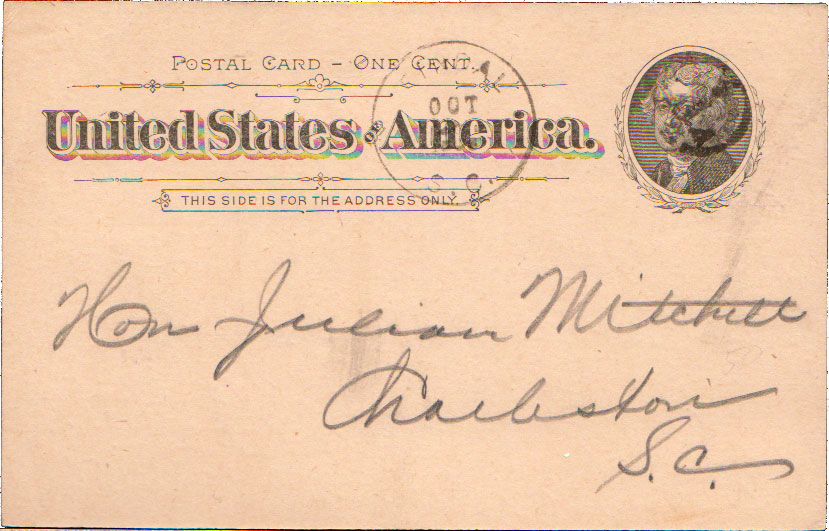 POSTAL CARD – ONE CENT.
United States OF America.
THIS SIDE IS FOR THE ADDRESS ONLY.
OCT
S.C.
Hon Julian Mitchell
Charleston
S.C.